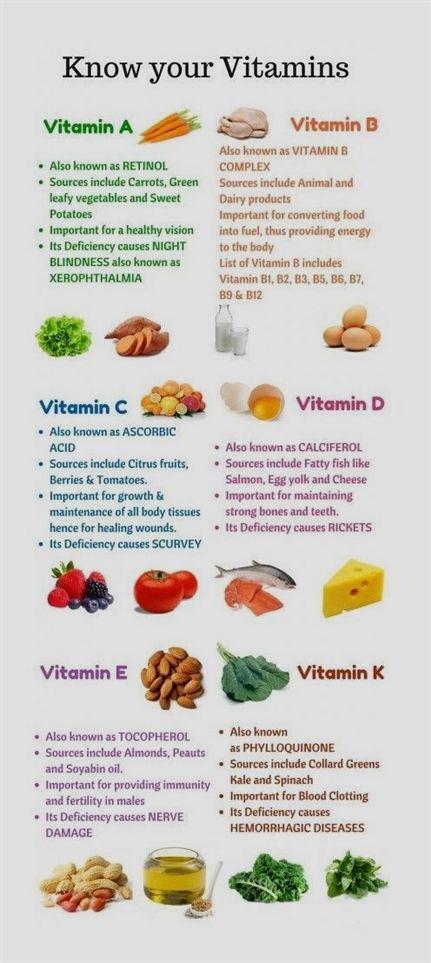 Know your Vitamins
Vitamin A
• Also known as RETINOL
• Sources include Carrots, Green
leafy vegetables and Sweet
Potatoes
• Important for a healthy vision
• Its Deficiency causes NIGHT
BLINDNESS also known as
XEROPHTHALMIA
Vitamin B
Also known as VITAMIN B
COMPLEX
Sources include Animal and
Dairy products
Important for converting food
into fuel, thus providing energy
to the body
List of Vitamin B includes
Vitamin B1, B2, B3, B5, B6, B7,
B9 & B12
Vitamin C
• Also known as ASCORBIC
ACID
• Sources include Citrus fruits,
Berries & Tomatoes.
• Important for growth &
maintenance of all body tissues
hence for healing wounds.
• Its Deficiency causes SCURVEY
Vitamin D
• Also known as CALCIFEROL
• Sources include Fatty fish like
Salmon, Egg yolk and Cheese
• Important for maintaining
strong bones and teeth.
• Its Deficiency causes RICKETS
Vitamin E
• Also known as TOCOPHEROL
• Sources include Almonds, Peauts
and Soyabin oil.
• Important for providing immunity
and fertility in males
• Its Deficiency causes NERVE
DAMAGE
Vitamin K
• Also known
as PHYLLOQUINONE
• Sources include Collard Greens
Kale and Spinach
• Important for Blood Clotting
• Its Deficiency causes
HEMORRHAGIC DISEASES